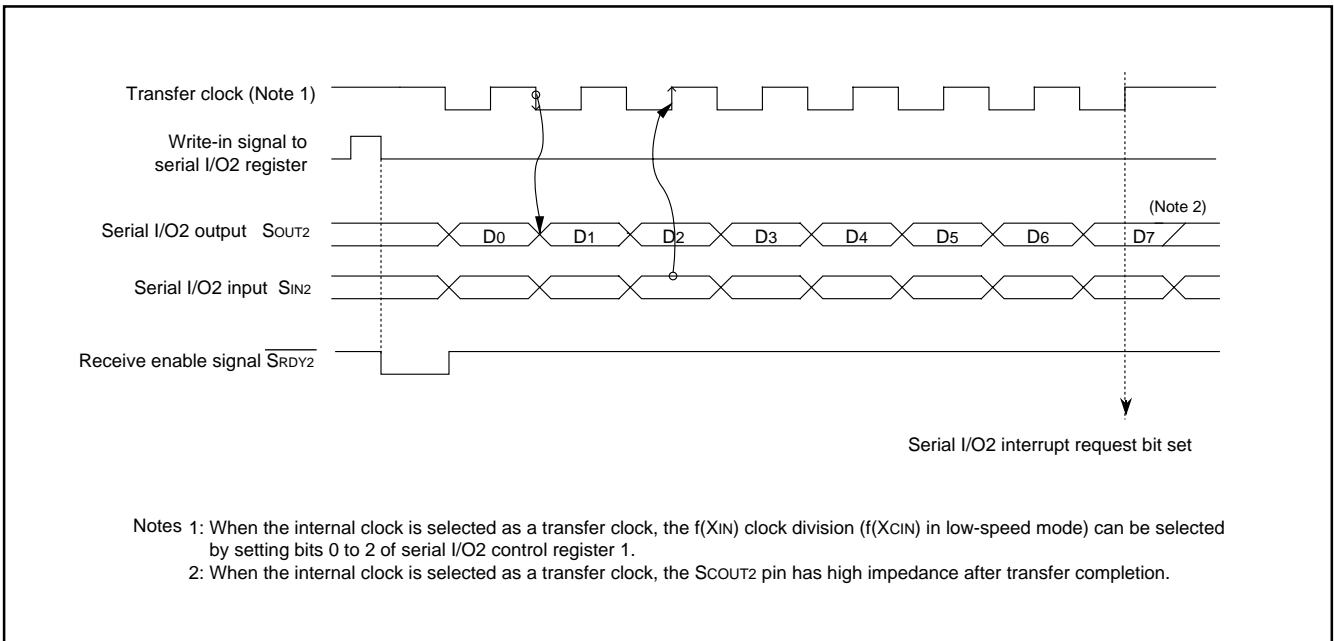 Transfer clock (Note 1)
Write-in signal to
serial I/O2 register
(Note 2)
Serial I/O2 output SOUT2 D0 D1 D2 D3 D4 D5 D6 D7
Serial I/O2 input SIN2
Receive enable signal SRDY2
Serial I/O2 interrupt request bit set
Notes 1: When the internal clock is selected as a transfer clock, the f(XIN) clock division (f(XCIN) in low-speed mode) can be selected
by setting bits 0 to 2 of serial I/O2 control register 1.
2: When the internal clock is selected as a transfer clock, the SCOUT2 pin has high impedance after transfer completion.